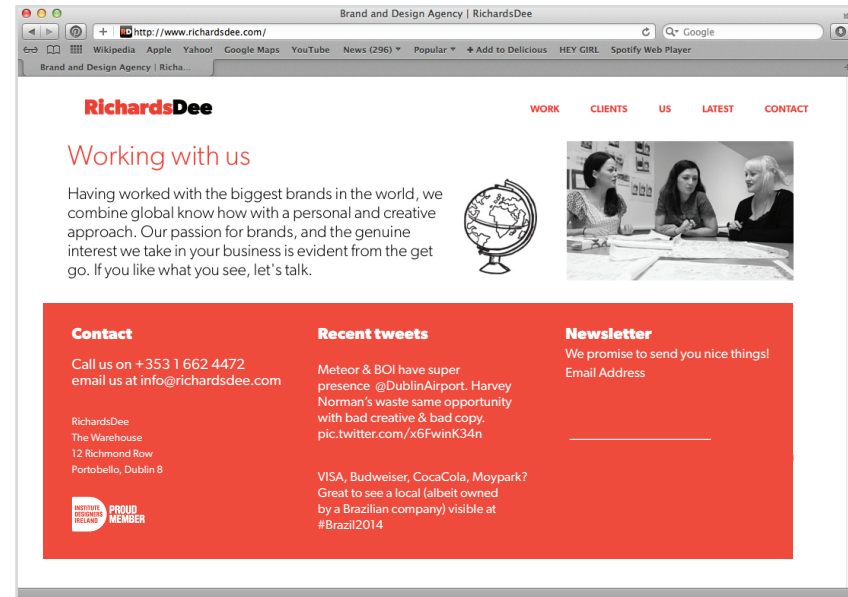 Brand and Design Agency | RichardsDee
http://www.richardsdee.com/
Google
Wikipedia Apple Yahoo! Google Maps YouTube News (296) Popular + Add to Delicious HEY GIRL Spotify Web Player
Brand and Design Agency | Richa...
RichardsDee
WORK CLIENTS US LATEST CONTACT
Working with us
Having worked with the biggest brands in the world, we
combine global know how with a personal and creative
approach. Our passion for brands, and the genuine
interest we take in your business is evident from the get
go. If you like what you see, let's talk.
Contact
Call us on +353 1 662 4472
email us at info@richardsdee.com
RichardsDee
The Warehouse
12 Richmond Row
Portobello, Dublin 8
INSTITUTE
DESIGNERS
IRELAND
PROUD
MEMBER
Recent tweets
Meteor & BOI have super
presence @DublinAirport. Harvey
Norman's waste same opportunity
with bad creative & bad copy.
pic.twitter.com/x6FwinK34n
VISA, Budweiser, CocaCola, Moypark?
Great to see a local (albeit owned
by a Brazilian company) visible at
#Brazil2014
Newsletter
We promise to send you nice things!
Email Address